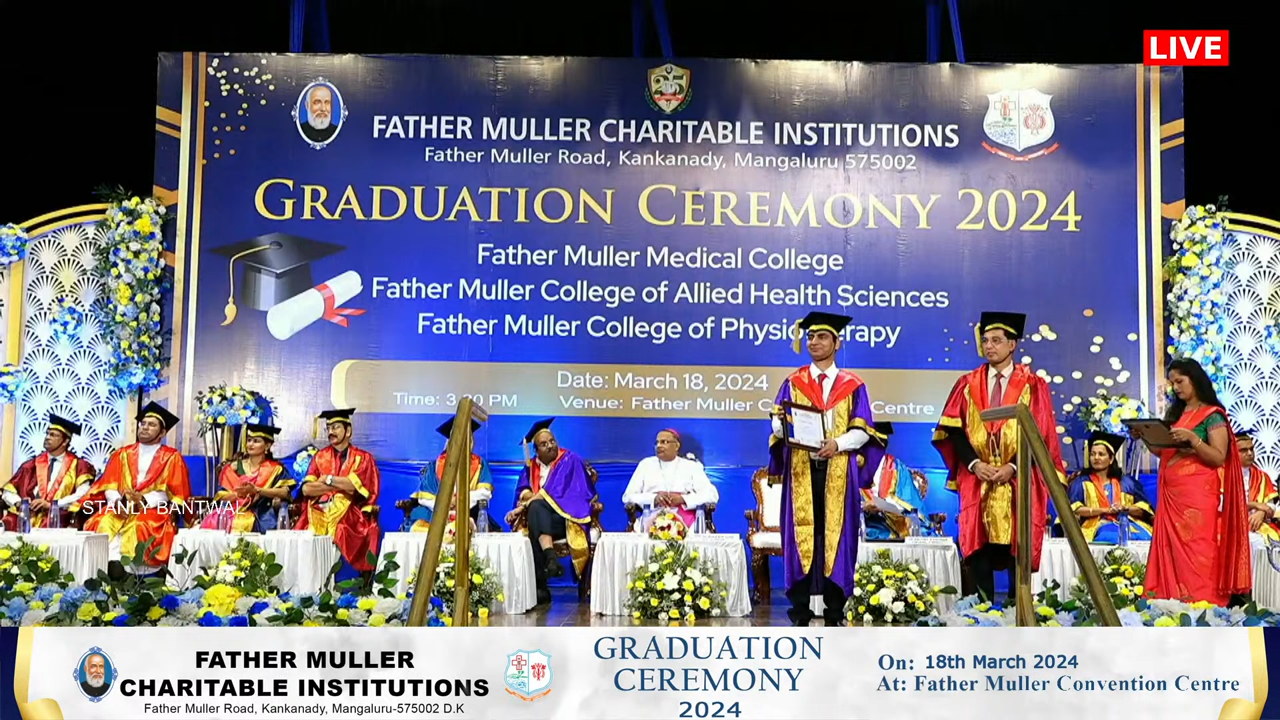 LIVE
25
FATHER MULLER CHARITABLE INSTITUTIONS
Father Muller Road, Kankanady, Mangaluru 575002
GRADUATION CEREMONY 2024
Father Muller Medical College
Father Muller College of Allied Health Sciences
Father Muller College of Physiotherapy
Date: March 18, 2024
Time: PM Venue: Father Muller Centre
STANLY BANTWAL
FATHER MULLER
CHARITABLE INSTITUTIONS
Father Muller Road, Kankanady, Mangaluru-575002 D.K
GRADUATION
CEREMONY
2024
On: 18th March 2024
At: Father Muller Convention Centre